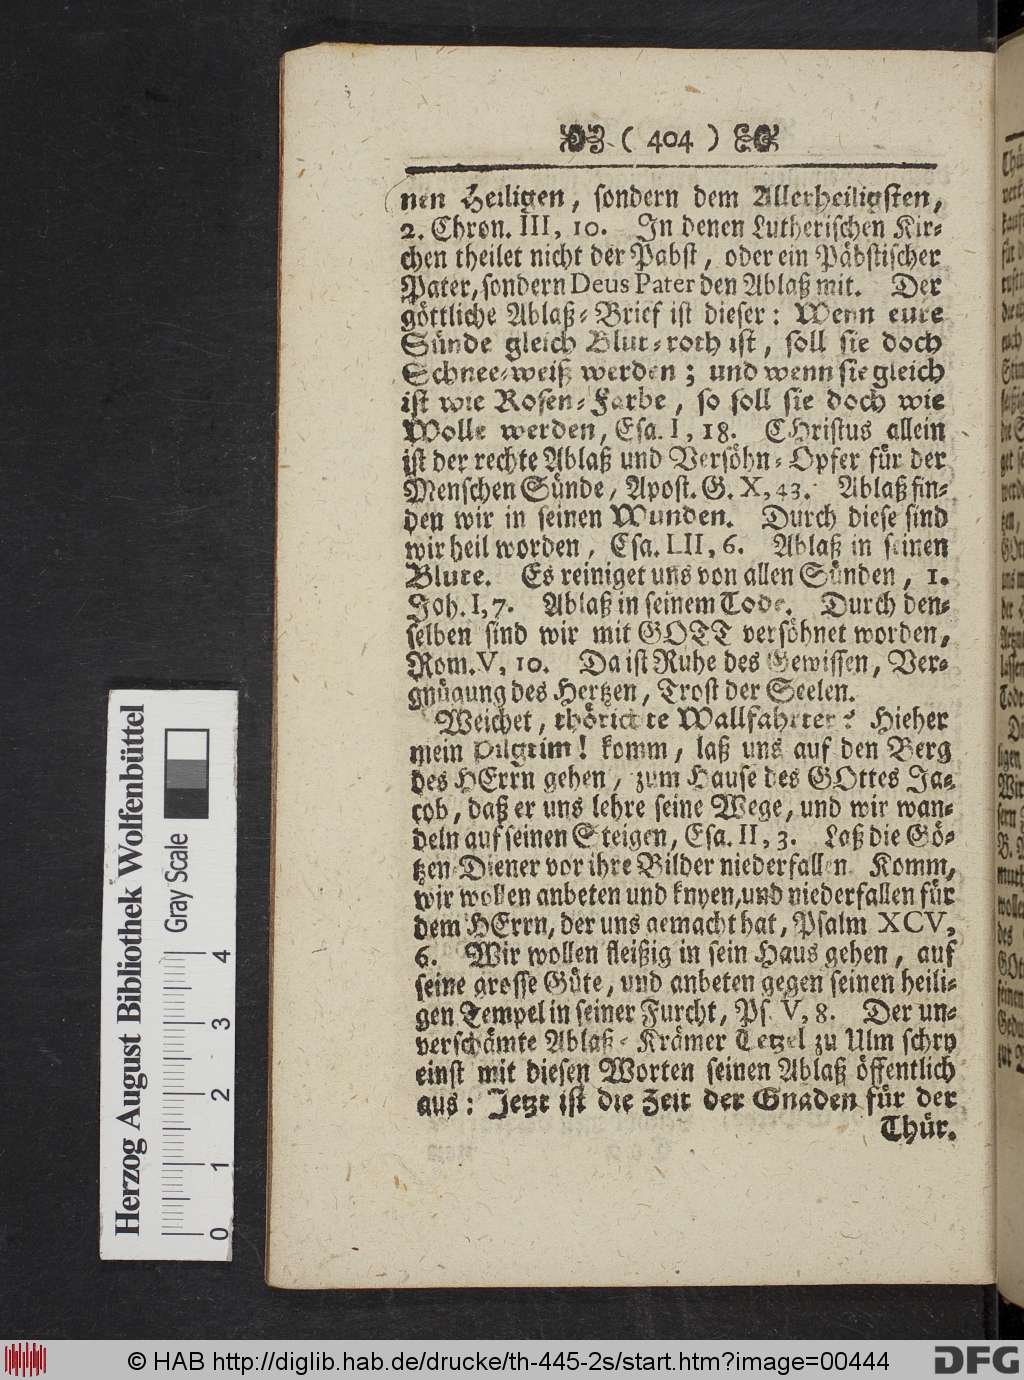 ( 404 )
nen Heiligen, sondern dem Allerheiligsten,
2. Chron. III, 10. In denen Lutherischen Kir-
chen theilet nicht der Pabst, oder ein Päbstischer
Pater, sondern Deus Pater den Ablaß mit. Der
göttliche Ablaß-Brief ist dieser: Wenn eure
Sünde gleich Blut-roth ist, soll sie doch
Schnee-weiß werden; und wenn sie gleich
ist wie Rosen-Farbe, so soll sie doch wie
Wolle werden, Esa. I, 18. CHristus allein
ist der rechte Ablaß und Versöhn-Opfer für der
Menschen Sünde, Apost. G. X, 43. Ablaß fin-
den wir in seinen Wunden. Durch diese sind
wir heil worden, Esa. LII, 6. Ablaß in seinen
Blute. Es reiniget uns von allen Sünden, 1.
Joh. I, 7. Ablaß in seinem Tode. Durch den-
selben sind wir mit GOTT versöhnet worden,
Rom. V, 10. Da ist Ruhe des Gewissen, Ver-
gnügung des Hertzen, Trost der Seelen.
Weichet, thörichte Wallfahrter! Hieher
mein Pilgrim! komm, laß uns auf den Berg
des HErrn gehen, zum Hause des GOttes Ja-
cob, daß er uns lehre seine Wege, und wir wan-
deln auf seinen Steigen, Esa. II, 3. Laß die Gö-
tzen-Diener vor ihre Bilder niederfallen. Komm,
wir wollen anbeten und knyen, und niederfallen für
dem HErrn, der uns gemacht hat, Psalm XCV,
6. Wir wollen fleißig in sein Haus gehen, auf
seine grosse Güte, und anbeten gegen seinen heili-
gen Tempel in seiner Furcht, Ps. V, 8. Der un-
verschämte Ablaß-Krämer Tetzel zu Ulm schry
einst mit diesen Worten seinen Ablaß öffentlich
aus: Jetzt ist die Zeit der Gnaden für der
Thür.
Herzog August Bibliothek Wolfenbüttel
Gray Scale
0 1 2 3 4
© HAB http://diglib.hab.de/drucke/th-445-2s/start.htm?image=00444
DFG